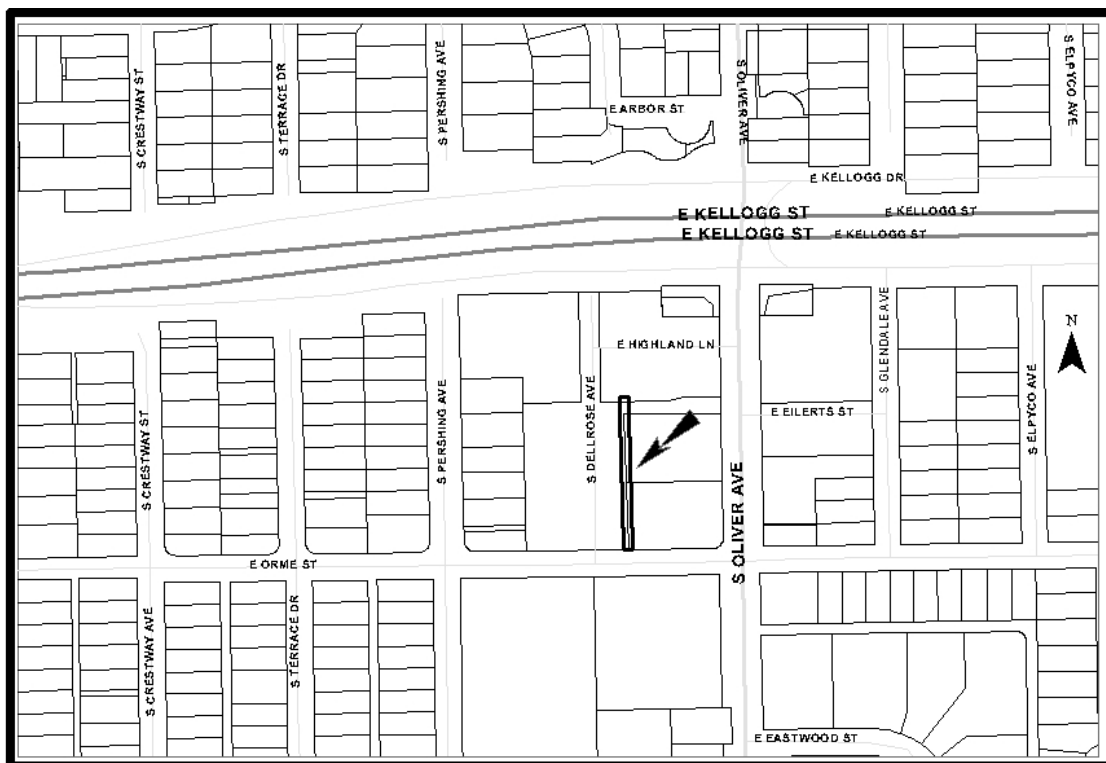 S CRESTWAY ST
S TERRACE DR
S PERSHING AVE
E ARBOR ST
S OLIVER AVE
S ELPYCO AVE
E KELLOGG DR
E KELLOGG ST
E KELLOGG ST
E KELLOGG ST
E KELLOGG ST
S CRESTWAY ST
S PERSHING AVE
S DELLROSE AVE
E HIGHLAND LN
S GLENDALE AVE
N
E EILERTS ST
S ELPYCO AVE
S OLIVER AVE
E ORME ST
S CRESTWAY AVE
S TERRACE DR
E EASTWOOD ST